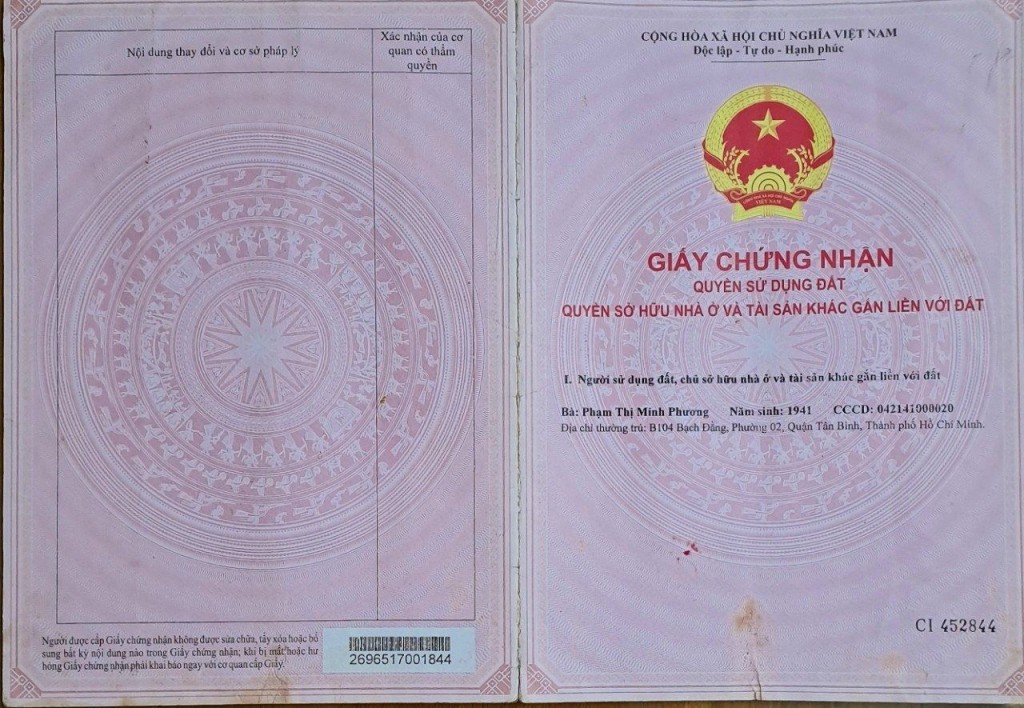 Nội dung thay đổi và cơ sở pháp lý
Xác nhận của cơ
quan có thẩm
quyền
Người được cấp Giấy chứng nhận không được sửa chữa, tẩy xóa hoặc bổ
sung bất kỳ nội dung nào trong Giấy chứng nhận; khi bị mất hoặc hư
hỏng Giấy chứng nhận phải khai báo ngay với cơ quan cấp Giấy.
2696517001844
CỘNG HÒA XÃ HỘI CHỦ NGHĨA VIỆT NAM
Độc lập - Tự do - Hạnh phúc
VIỆT NAM
GIẤY CHỨNG NHẬN
QUYỀN SỬ DỤNG ĐẤT
QUYỀN SỞ HỮU NHÀ Ở VÀ TÀI SẢN KHÁC GẮN LIỀN VỚI ĐẤT
I. Người sử dụng đất, chủ sở hữu nhà ở và tài sản khác gắn liền với đất
Bà: Phạm Thị Minh Phương Năm sinh: 1941 CCCD: 042141000020
Địa chỉ thường trú: B104 Bạch Đằng, Phường 02, Quận Tân Bình, Thành phố Hồ Chí Minh.
CI 452844